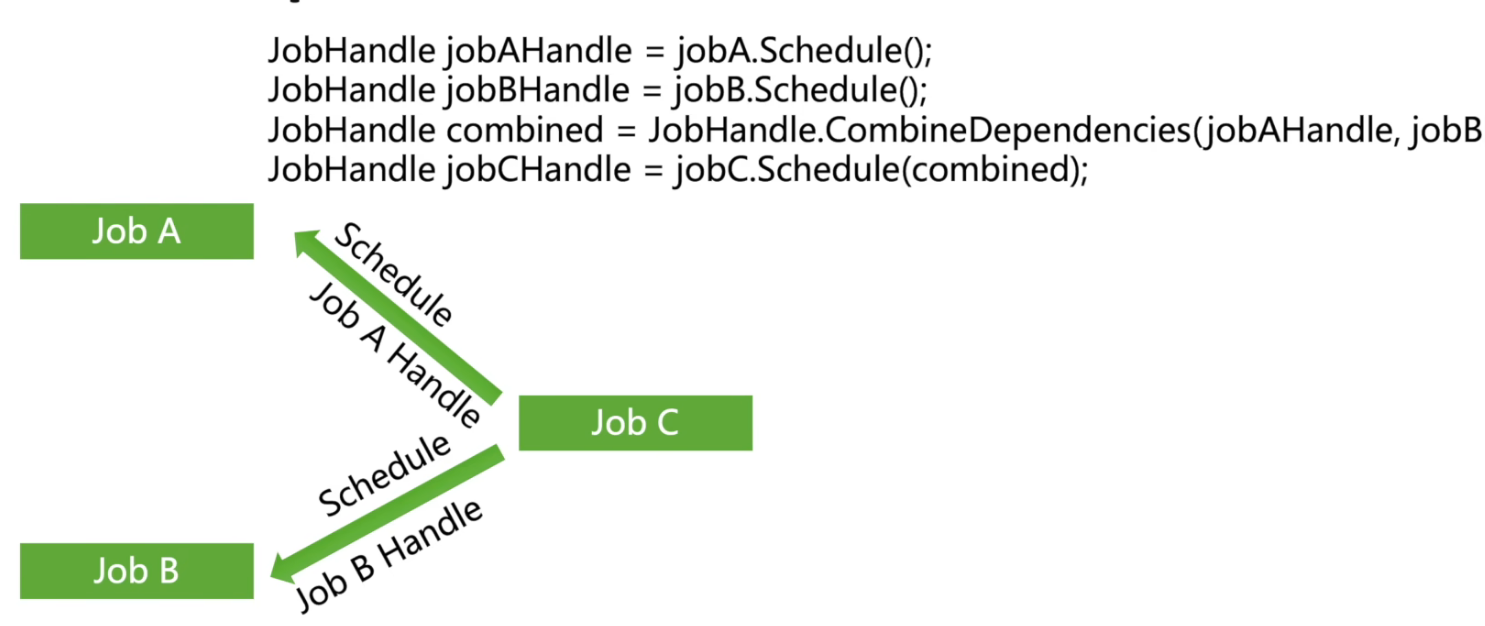 JobHandle jobAHandle = jobA.Schedule();
JobHandle jobBHandle = jobB.Schedule();
JobHandle combined = JobHandle.CombineDependencies(jobAHandle, jobB
JobHandle jobCHandle = jobC.Schedule(combined);
Job A
Schedule
Job A Handle
Job C
Schedule
Job B Handle
Job B